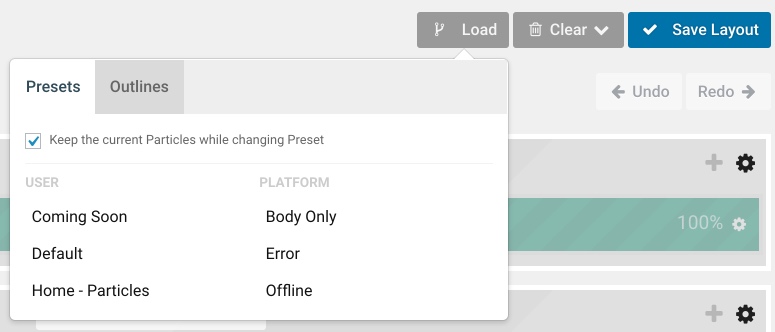 Load Clear Save Layout
Presets Outlines
Undo Redo
Keep the current Particles while changing Preset
USER PLATFORM
Coming Soon Body Only
100%
Default Error
Home - Particles Offline